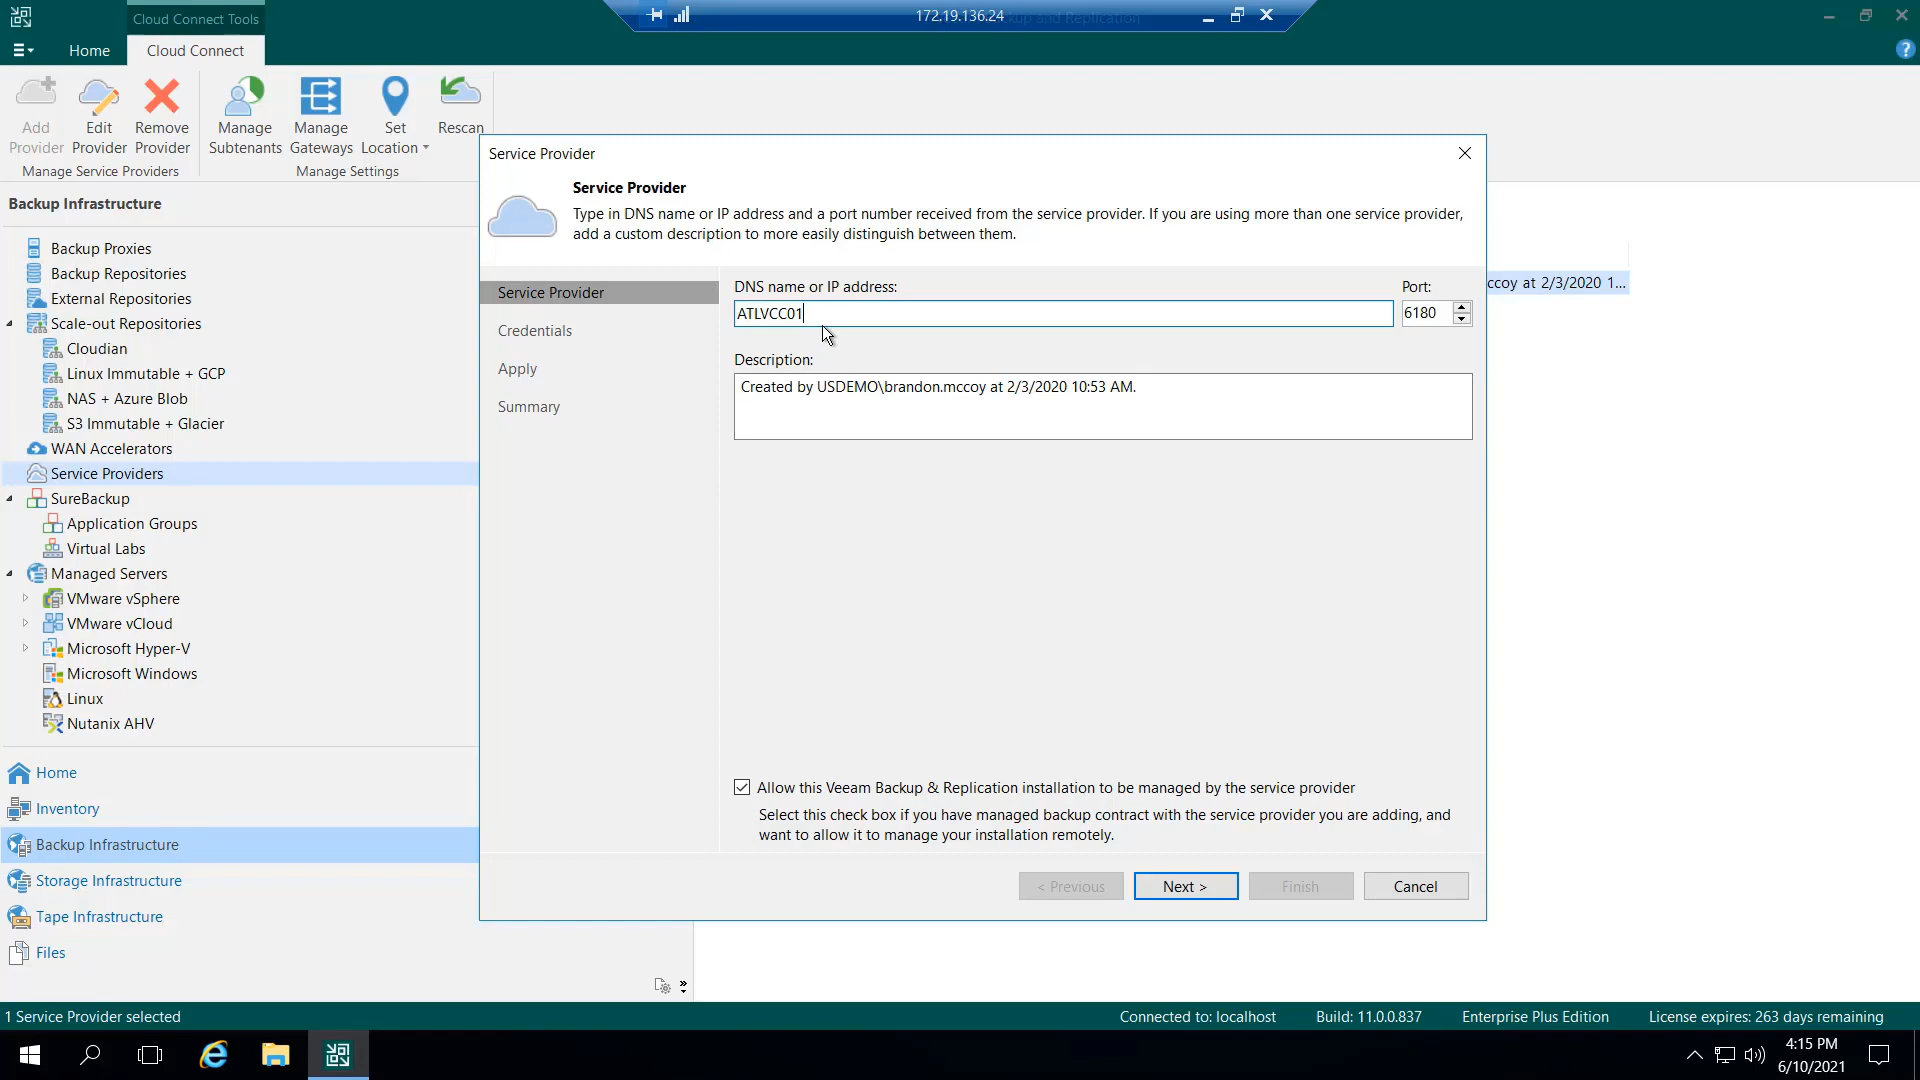 Cloud Connect Tools
172.19.136.24
ckup and Replication
Home
Cloud Connect
Add Provider
Edit Provider
Remove Provider
Manage Subtenants
Manage Gateways
Set Location
Rescan
Manage Service Providers
Manage Settings
Backup Infrastructure
Backup Proxies
Backup Repositories
External Repositories
Scale-out Repositories
Cloudian
Linux Immutable + GCP
NAS + Azure Blob
S3 Immutable + Glacier
WAN Accelerators
Service Providers
SureBackup
Application Groups
Virtual Labs
Managed Servers
VMware vSphere
VMware vCloud
Microsoft Hyper-V
Microsoft Windows
Linux
Nutanix AHV
Home
Inventory
Backup Infrastructure
Storage Infrastructure
Tape Infrastructure
Files
Service Provider
Service Provider
Type in DNS name or IP address and a port number received from the service provider. If you are using more than one service provider,
add a custom description to more easily distinguish between them.
Service Provider
Credentials
Apply
Summary
DNS name or IP address:
Port:
ATLVCC01
6180
Description:
Created by USDEMO\brandon.mccoy at 2/3/2020 10:53 AM.
Allow this Veeam Backup & Replication installation to be managed by the service provider
Select this check box if you have managed backup contract with the service provider you are adding, and
want to allow it to manage your installation remotely.
< Previous
Next >
Finish
Cancel
ccoy at 2/3/2020 1...
1 Service Provider selected
Connected to: localhost
Build: 11.0.0.837
Enterprise Plus Edition
License expires: 263 days remaining
4:15 PM
6/10/2021